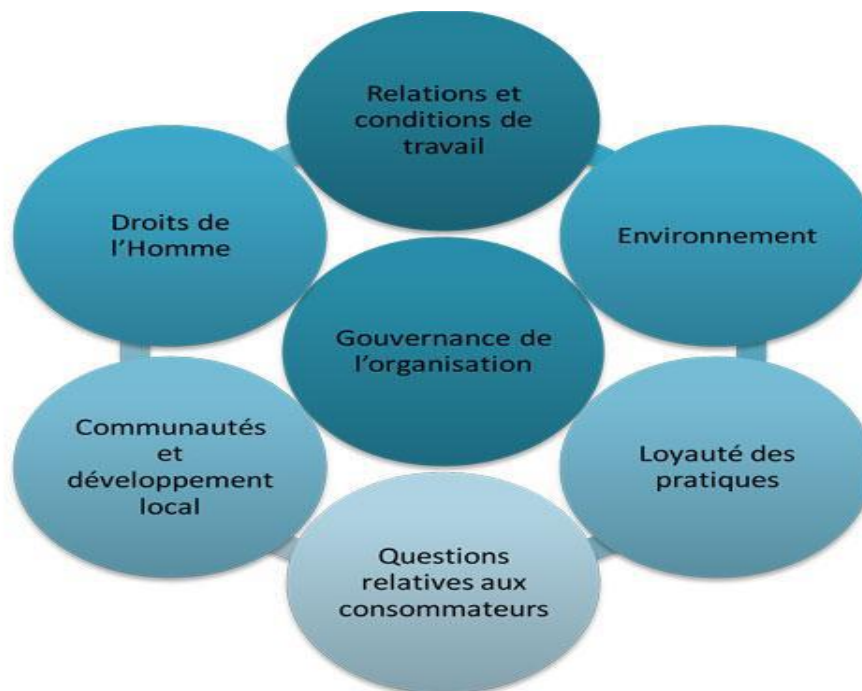 Relations et
conditions de
travail
Droits de
l'Homme
Environnement
Gouvernance de
l'organisation
Communautés
et
développement
local
Loyauté des
pratiques
Questions
relatives aux
consommateurs